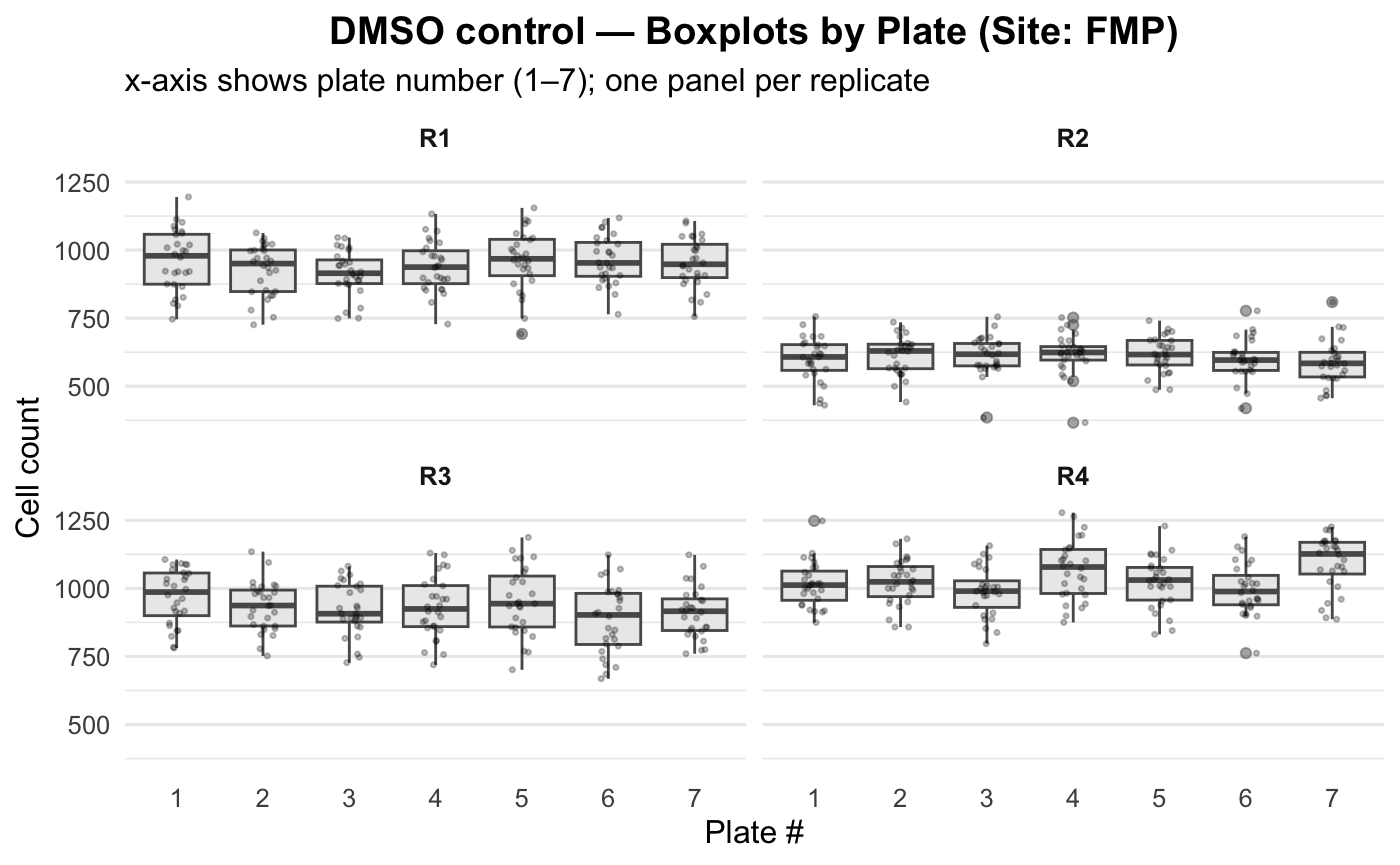 DMSO control — Boxplots by Plate (Site: FMP)
x-axis shows plate number (1–7); one panel per replicate
R1
R2
1250
1000
750
500
R3
R4
1250
1000
750
500
Cell count
1 2 3 4 5 6 7
1 2 3 4 5 6 7
Plate #